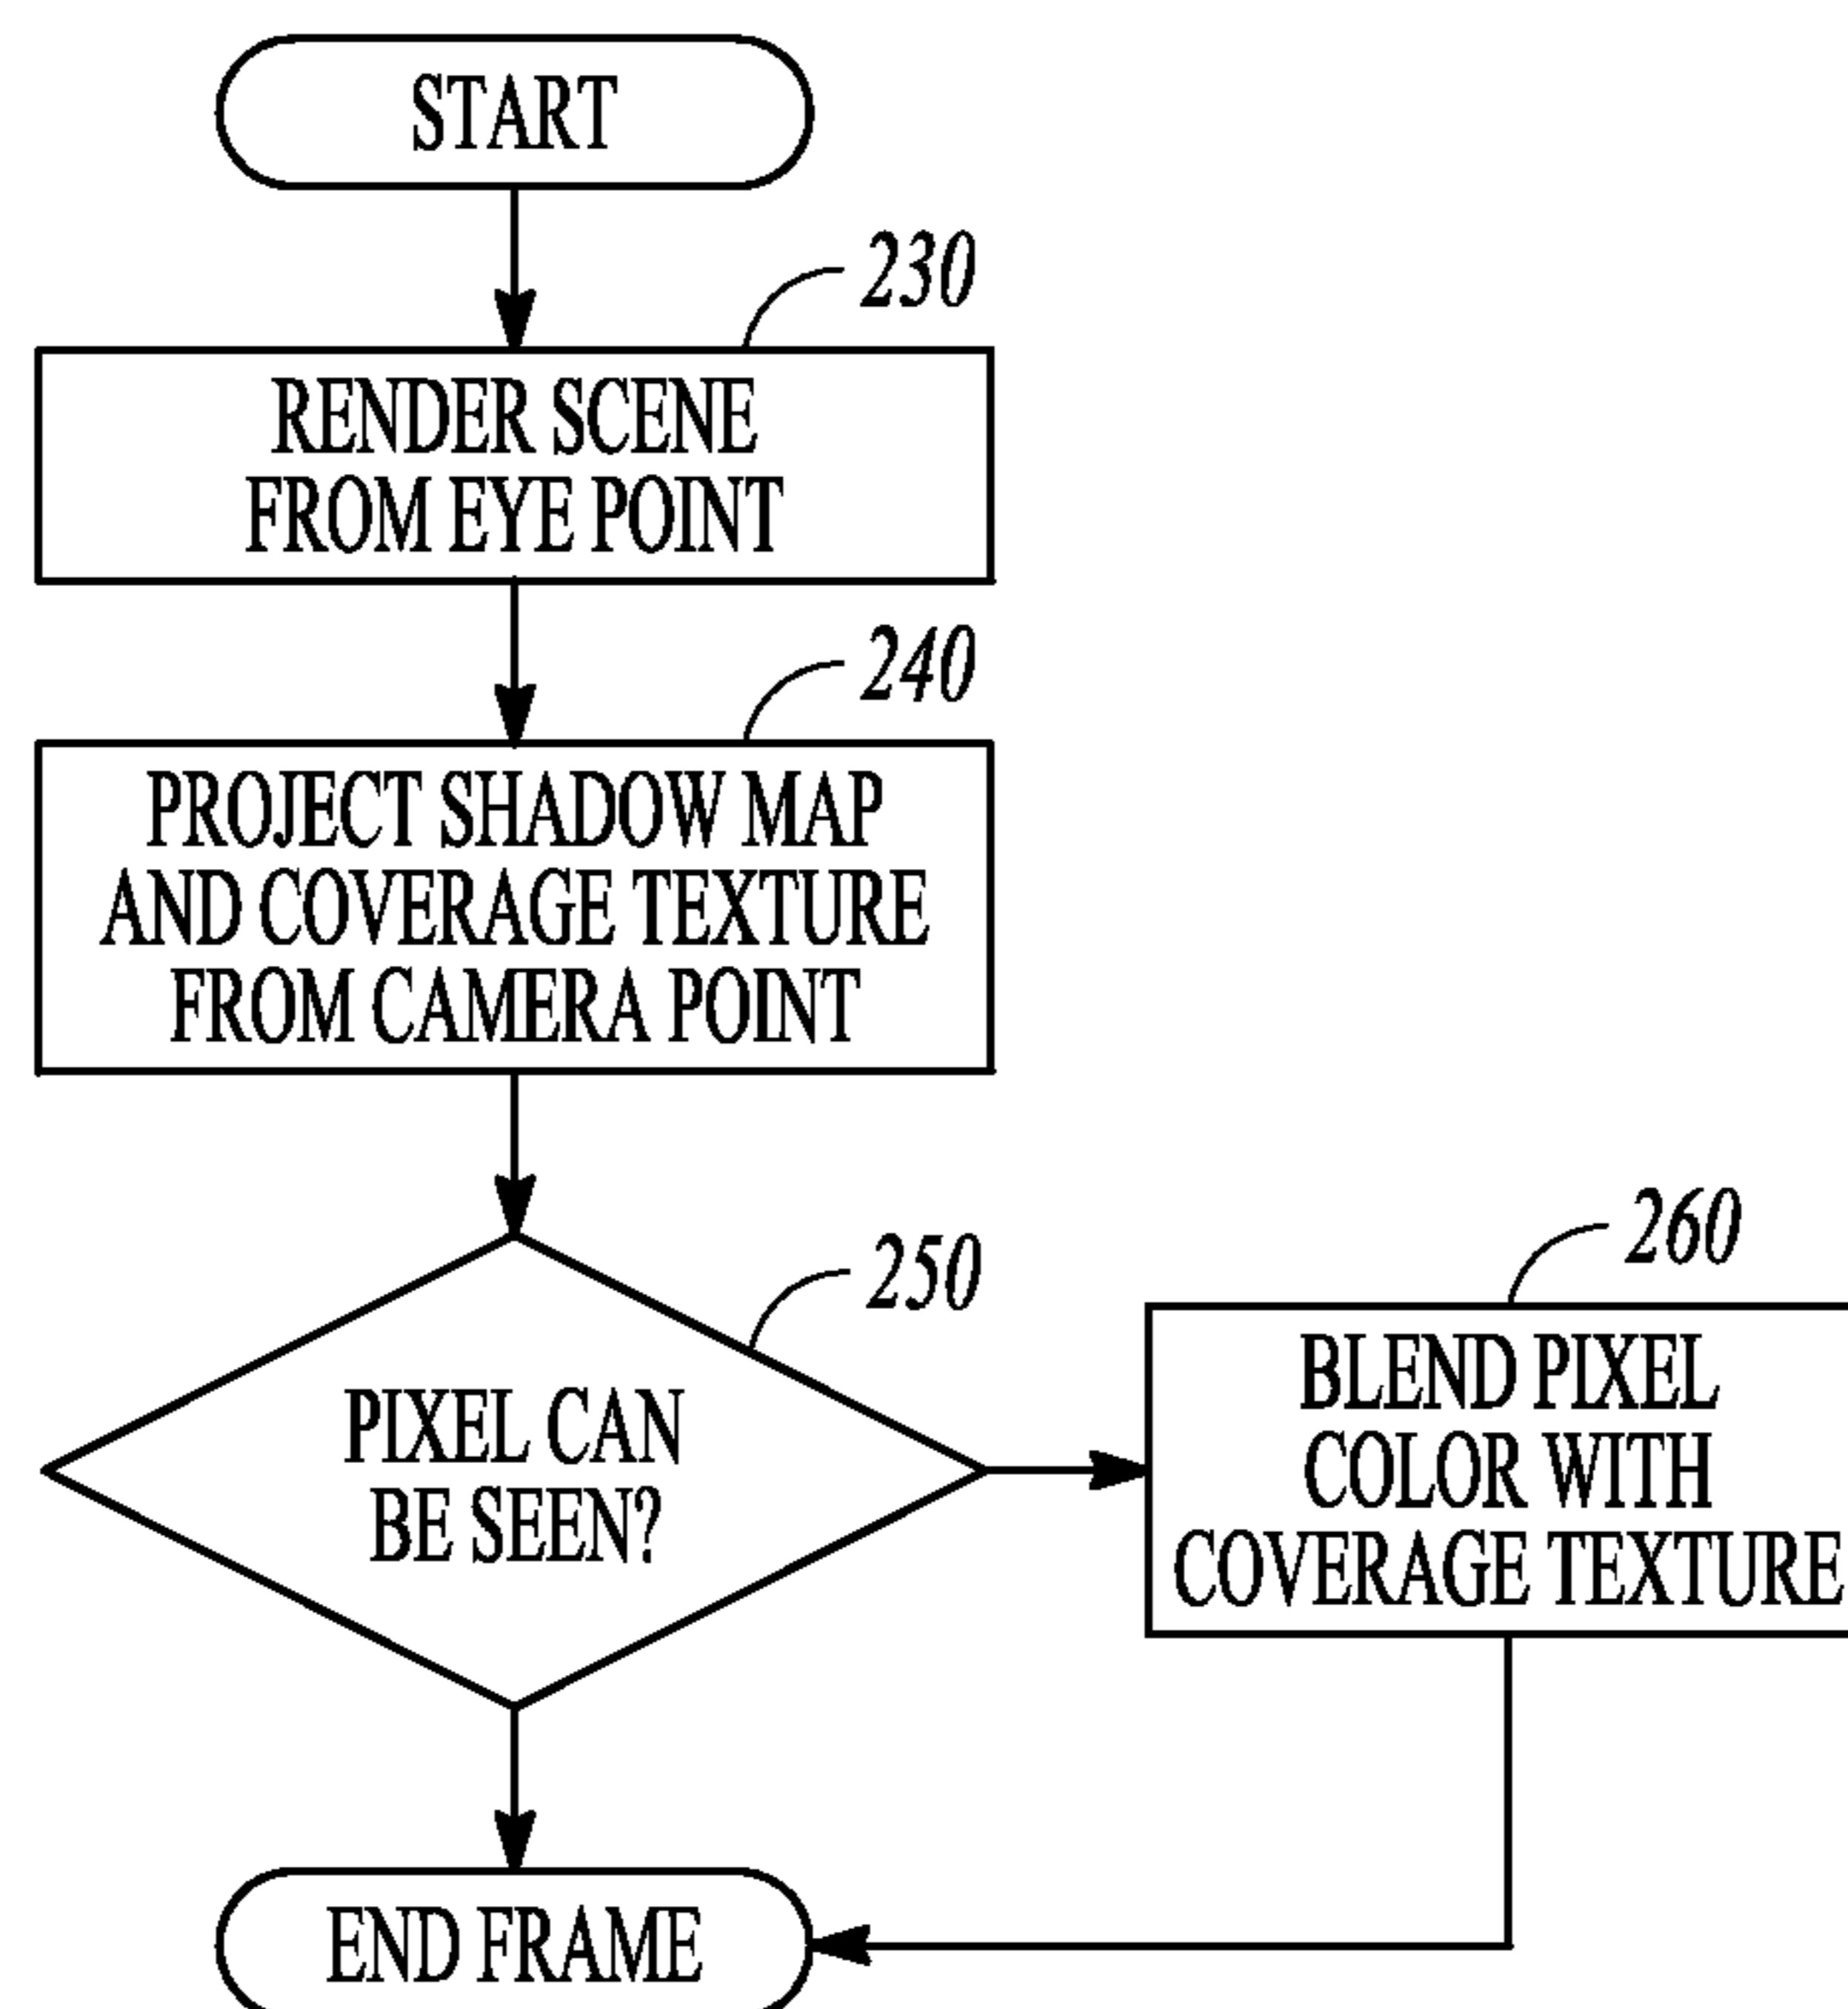 START
230
RENDER SCENE
FROM EYE POINT
240
PROJECT SHADOW MAP
AND COVERAGE TEXTURE
FROM CAMERA POINT
250
PIXEL CAN
BE SEEN?
260
BLEND PIXEL
COLOR WITH
COVERAGE TEXTURE
END FRAME